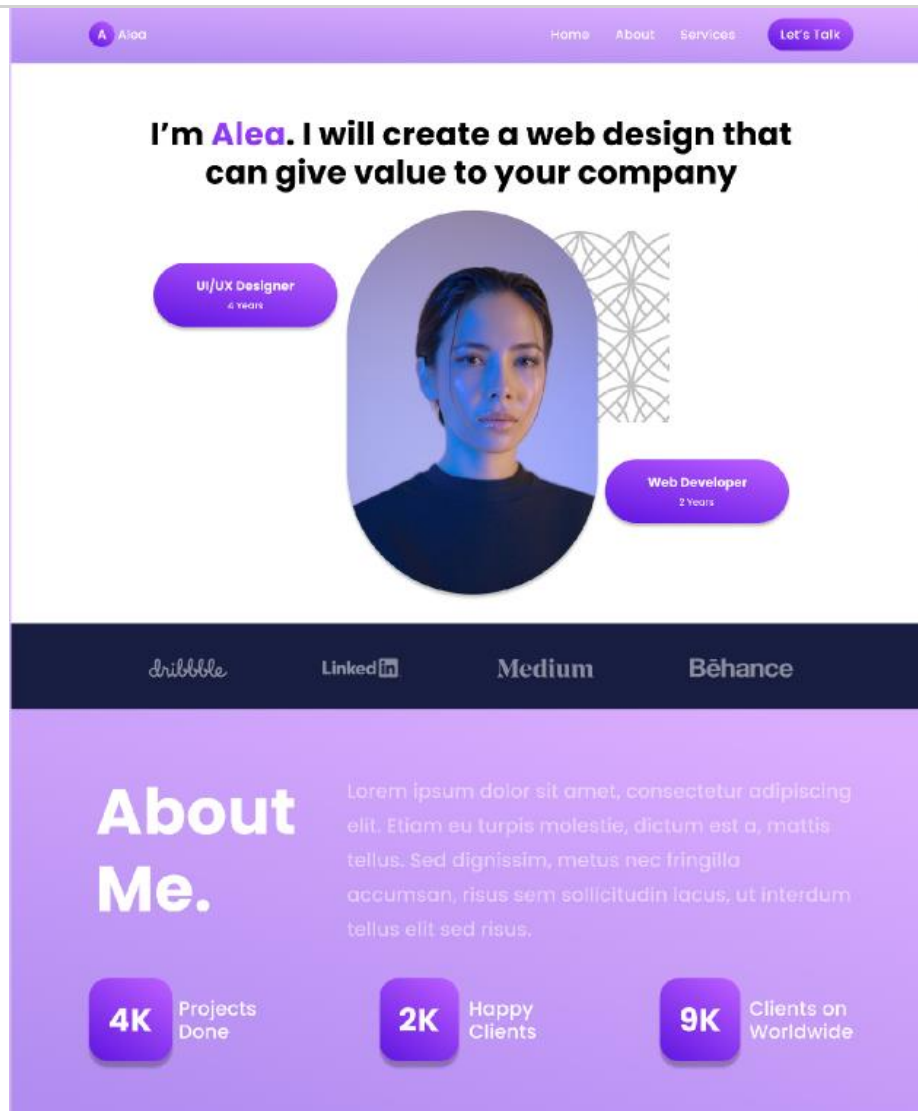 A Alea
Home About Services Let's Talk
I'm Alea. I will create a web design that
can give value to your company
UI/UX Designer
4 Years
Web Developer
2 Years
dribbble LinkedIn Medium Bēhance
About
Me.
Lorem ipsum dolor sit amet, consectetur adipiscing
elit. Etiam eu turpis molestie, dictum est a, mattis
tellus. Sed dignissim, metus nec fringilla
accumsan, risus sem sollicitudin lacus, ut interdum
tellus elit sed risus.
4K
Projects
Done
2K
Happy
Clients
9K
Clients on
Worldwide